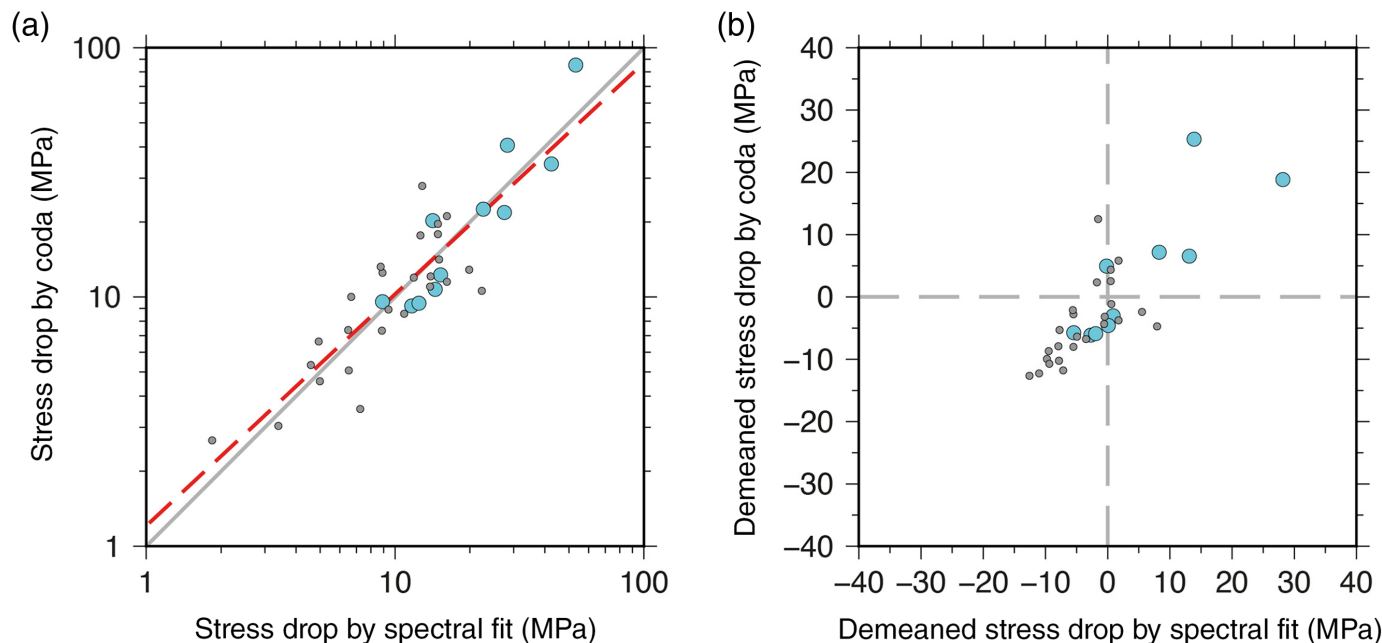 (a)
100
10
1
1 10 100
Stress drop by coda (MPa)
Stress drop by spectral fit (MPa)
(b)
40
30
20
10
0
−10
−20
−30
−40
−40 −30 −20 −10 0 10 20 30 40
Demeaned stress drop by coda (MPa)
Demeaned stress drop by spectral fit (MPa)